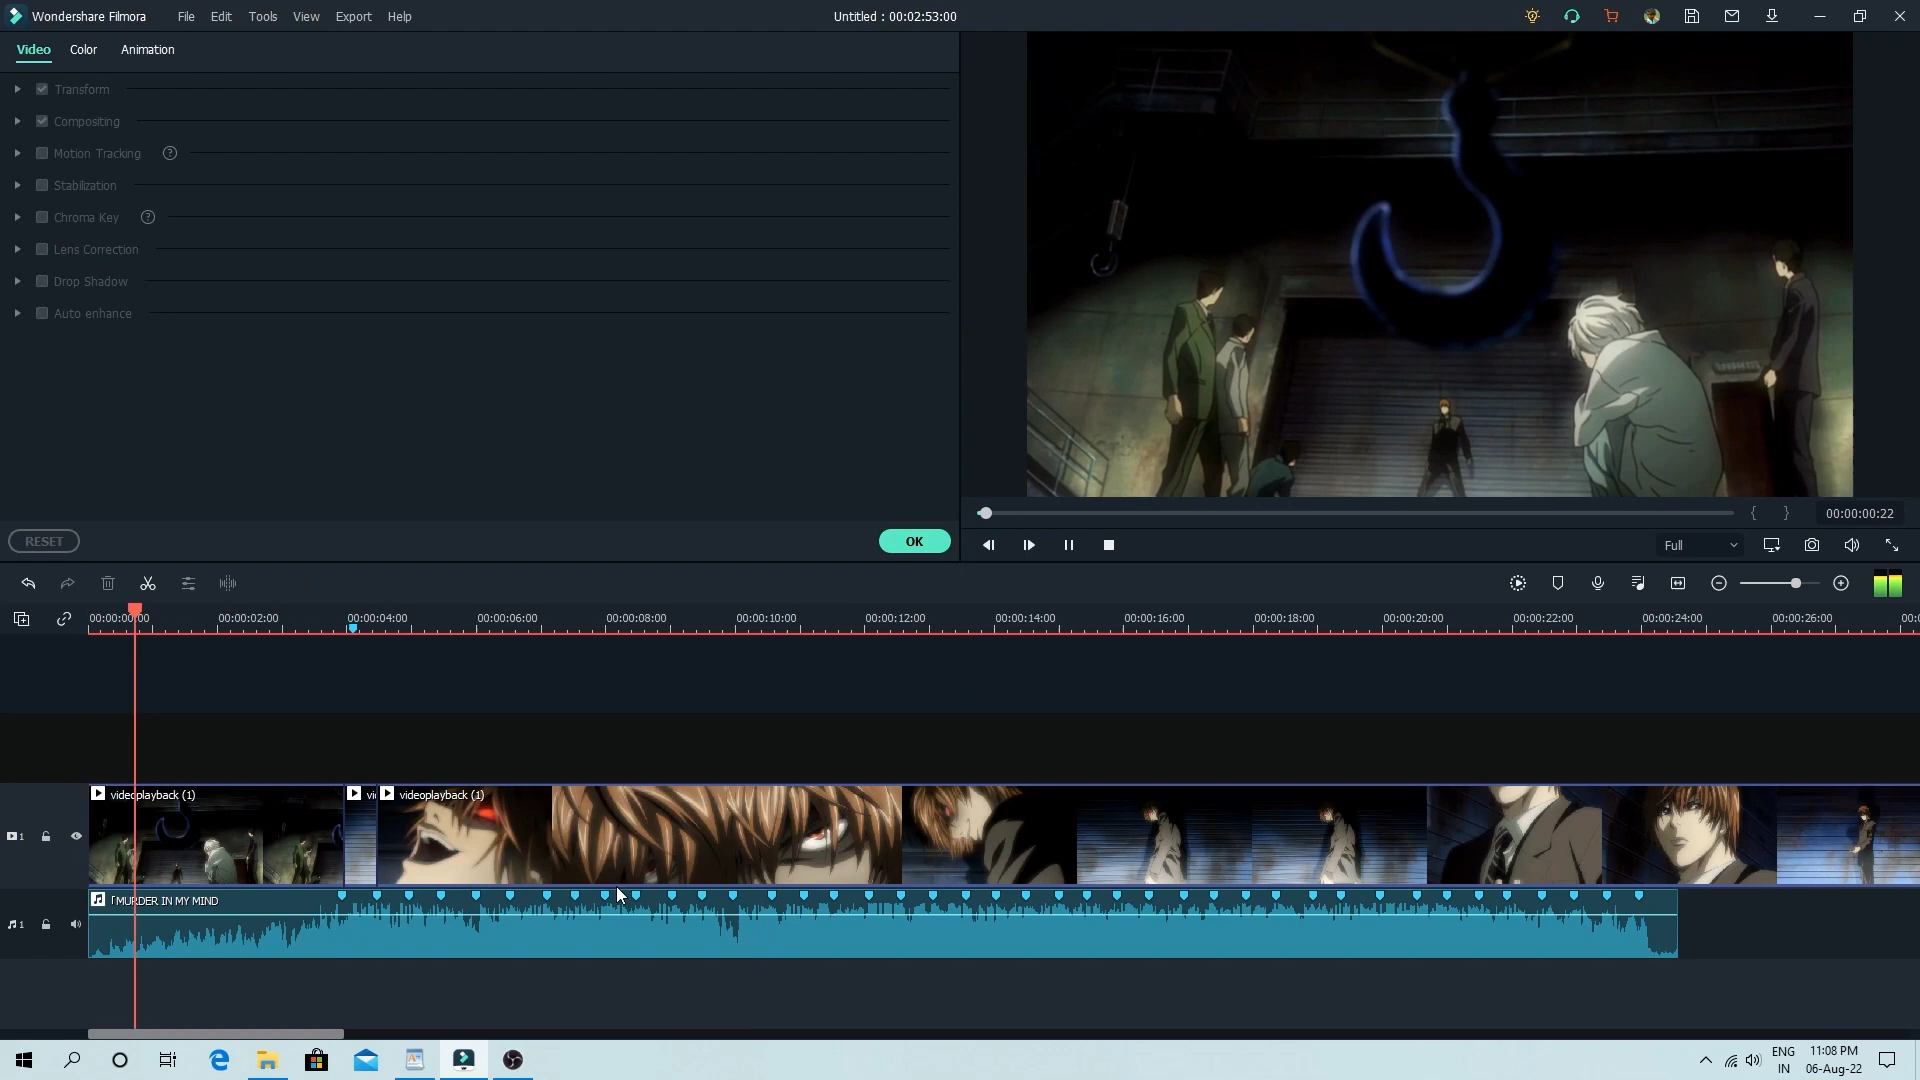 Wondershare Filmora File Edit Tools View Export Help Untitled : 00:02:53:00
Video Color Animation
Transform
Compositing
Motion Tracking
Stabilization
Chroma Key
Lens Correction
Drop Shadow
Auto enhance
RESET OK
00:00:00:22
Full
00:00:02:00 00:00:04:00 00:00:06:00 00:00:08:00 00:00:10:00 00:00:12:00 00:00:14:00 00:00:16:00 00:00:18:00 00:00:20:00 00:00:22:00 00:00:24:00 00:00:26:00
videoplayback (1) videoplayback (1)
1
MURDER IN MY MIND
1
ENG 11:08 PM
IN 06-Aug-22